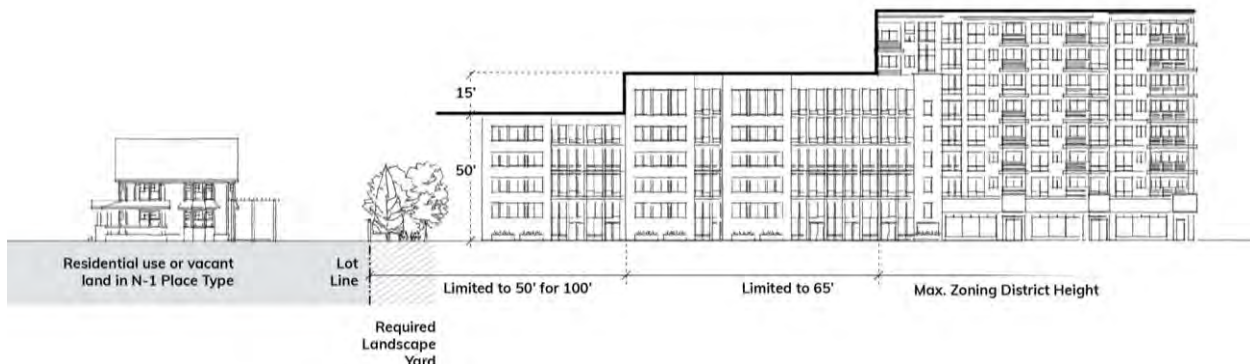 15'
50'
Residential use or vacant
land in N-1 Place Type
Lot
Line
Limited to 50' for 100'
Limited to 65'
Max. Zoning District Height
Required
Landscape
Yard